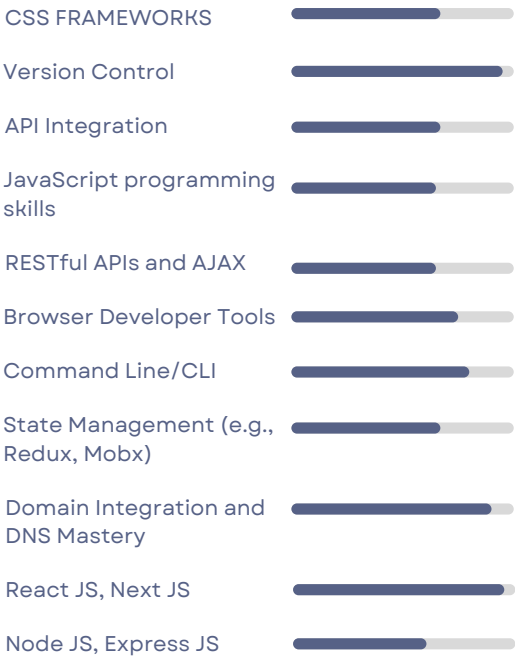 CSS FRAMEWORKS
Version Control
API Integration
JavaScript programming
skills
RESTful APIs and AJAX
Browser Developer Tools
Command Line/CLI
State Management (e.g.,
Redux, Mobx)
Domain Integration and
DNS Mastery
React JS, Next JS
Node JS, Express JS